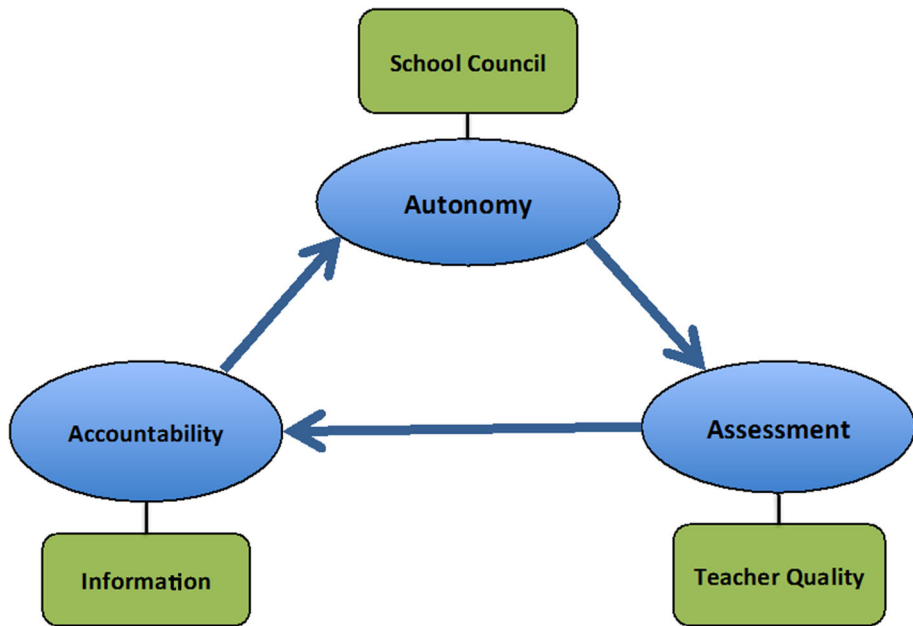 School Council
Autonomy
Accountability
Assessment
Information
Teacher Quality